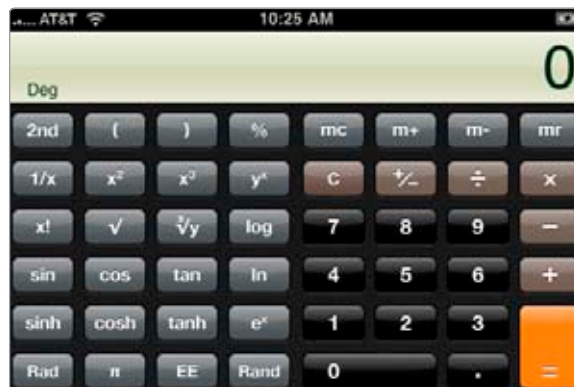 AT&T 10:25 AM
0
Deg
2nd ( ) % mc m+ m- mr
1/x x² x³ yˣ C +/− ÷ ×
x! √ ˣ√y log 7 8 9 −
sin cos tan ln 4 5 6 +
sinh cosh tanh eˣ 1 2 3
Rad π EE Rand 0 . =